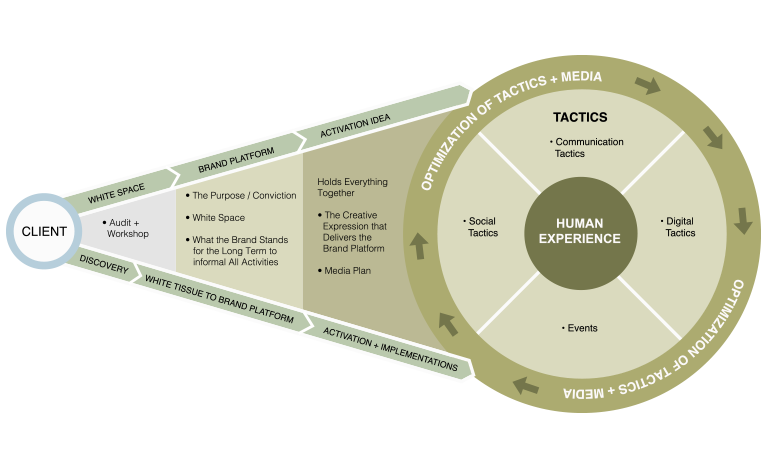 CLIENT
WHITE SPACE
BRAND PLATFORM
ACTIVATION IDEA
• Audit +
Workshop
• The Purpose / Conviction
• White Space
• What the Brand Stands
for the Long Term to
informal All Activities
Holds Everything
Together
• The Creative
Expression that
Delivers the
Brand Platform
• Media Plan
DISCOVERY
WHITE TISSUE TO BRAND PLATFORM
ACTIVATION + IMPLEMENTATIONS
OPTIMIZATION OF TACTICS + MEDIA
TACTICS
• Communication
Tactics
• Social
Tactics
HUMAN
EXPERIENCE
• Digital
Tactics
• Events
OPTIMIZATION OF TACTICS + MEDIA